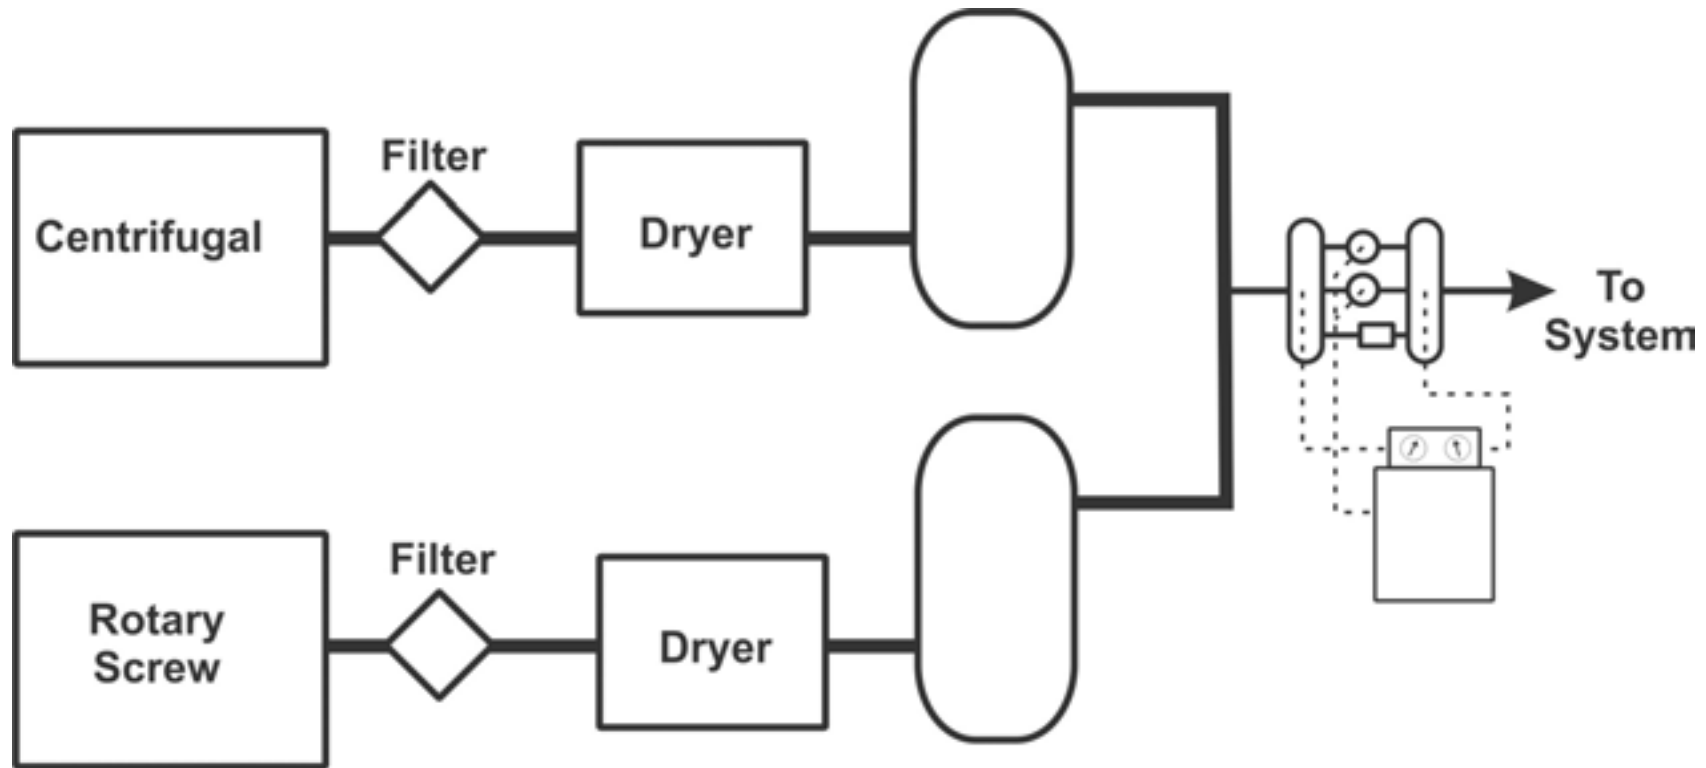 Centrifugal
Filter
Dryer
To
System
Rotary
Screw
Filter
Dryer